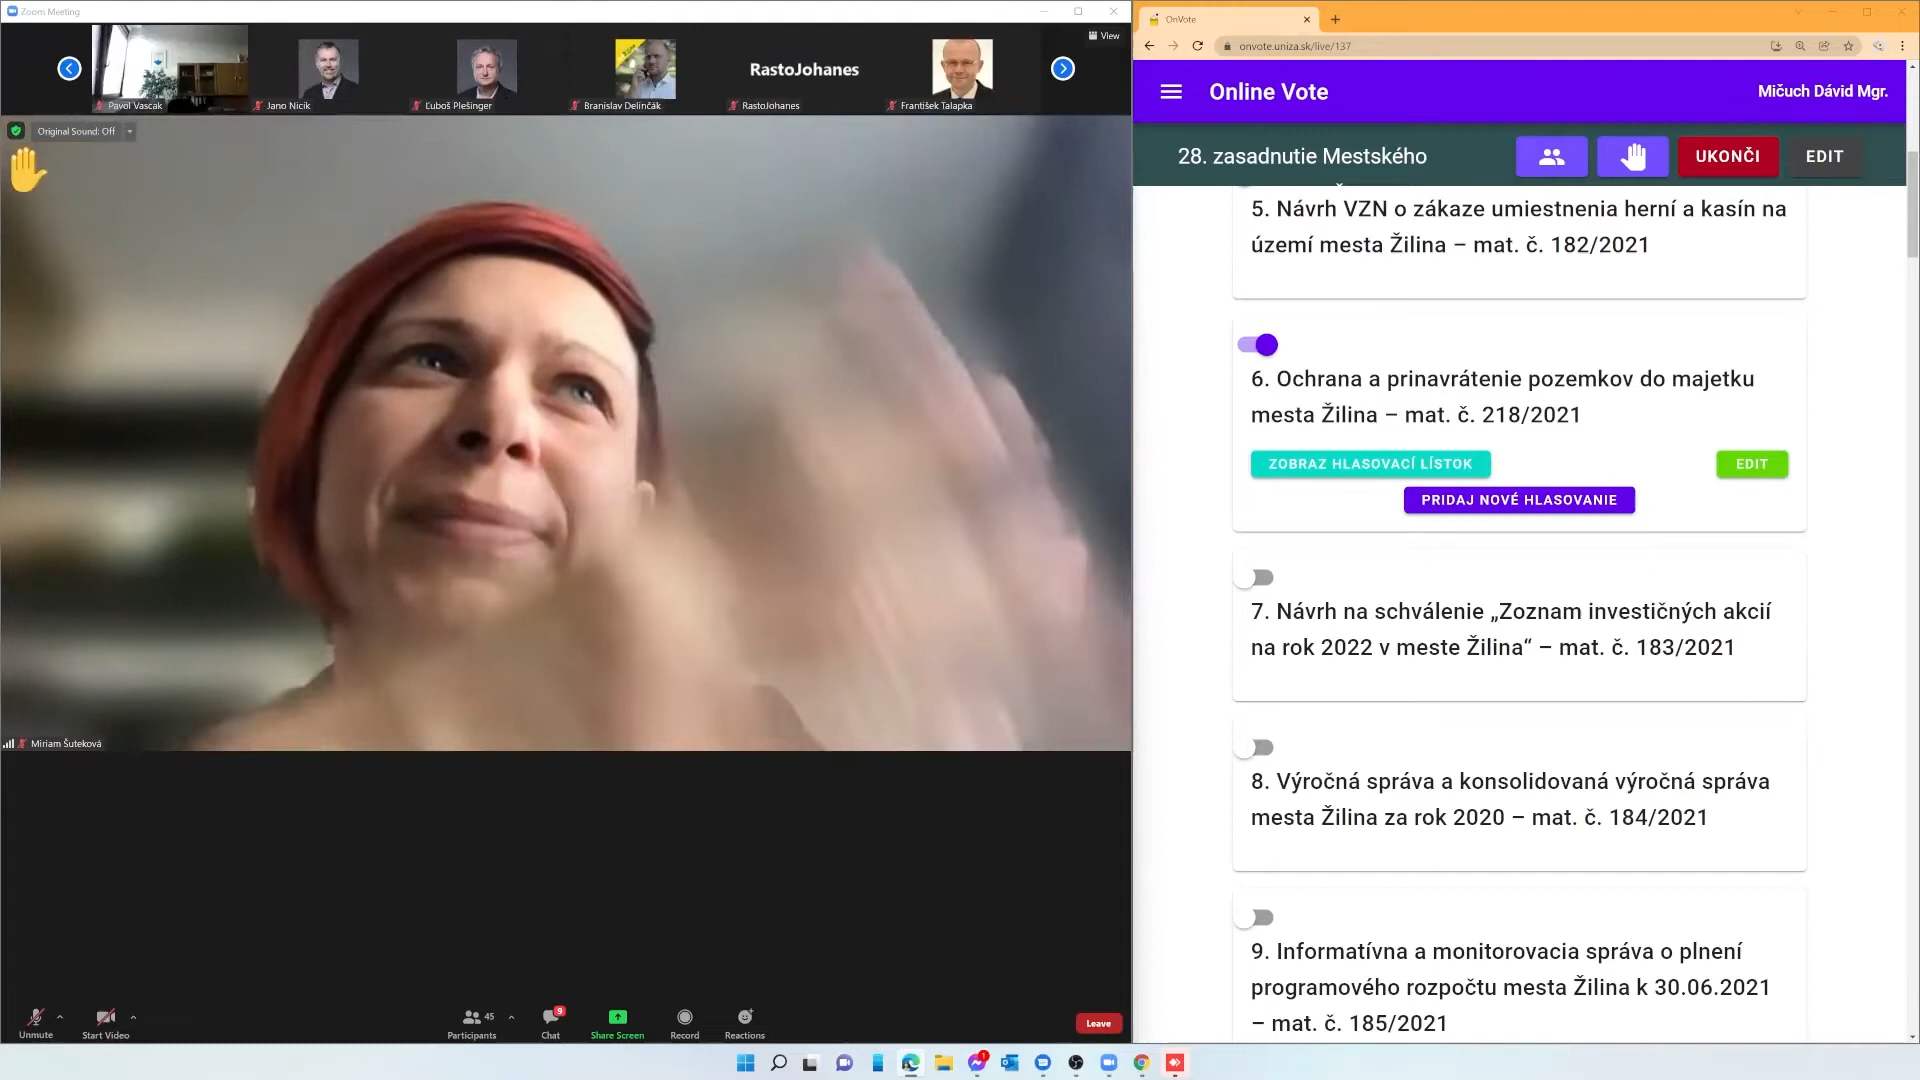 Zoom Meeting
View
Pavol Vascak
Jano Nicík
Ľuboš Plešinger
Branislav Delinčák
RastoJohanes
RastoJohanes
František Talapka
Original Sound: Off
Miriam Šuteková
Unmute
Start Video
45
Participants
9
Chat
Share Screen
Record
Reactions
Leave
OnVote
onvote.uniza.sk/live/137
Online Vote
Mičuch Dávid Mgr.
28. zasadnutie Mestského
UKONČI
EDIT
5. Návrh VZN o zákaze umiestnenia herní a kasín na
území mesta Žilina – mat. č. 182/2021
6. Ochrana a prinavrátenie pozemkov do majetku
mesta Žilina – mat. č. 218/2021
ZOBRAZ HLASOVACÍ LÍSTOK
EDIT
PRIDAJ NOVÉ HLASOVANIE
7. Návrh na schválenie „Zoznam investičných akcií
na rok 2022 v meste Žilina“ – mat. č. 183/2021
8. Výročná správa a konsolidovaná výročná správa
mesta Žilina za rok 2020 – mat. č. 184/2021
9. Informatívna a monitorovacia správa o plnení
programového rozpočtu mesta Žilina k 30.06.2021
– mat. č. 185/2021
1